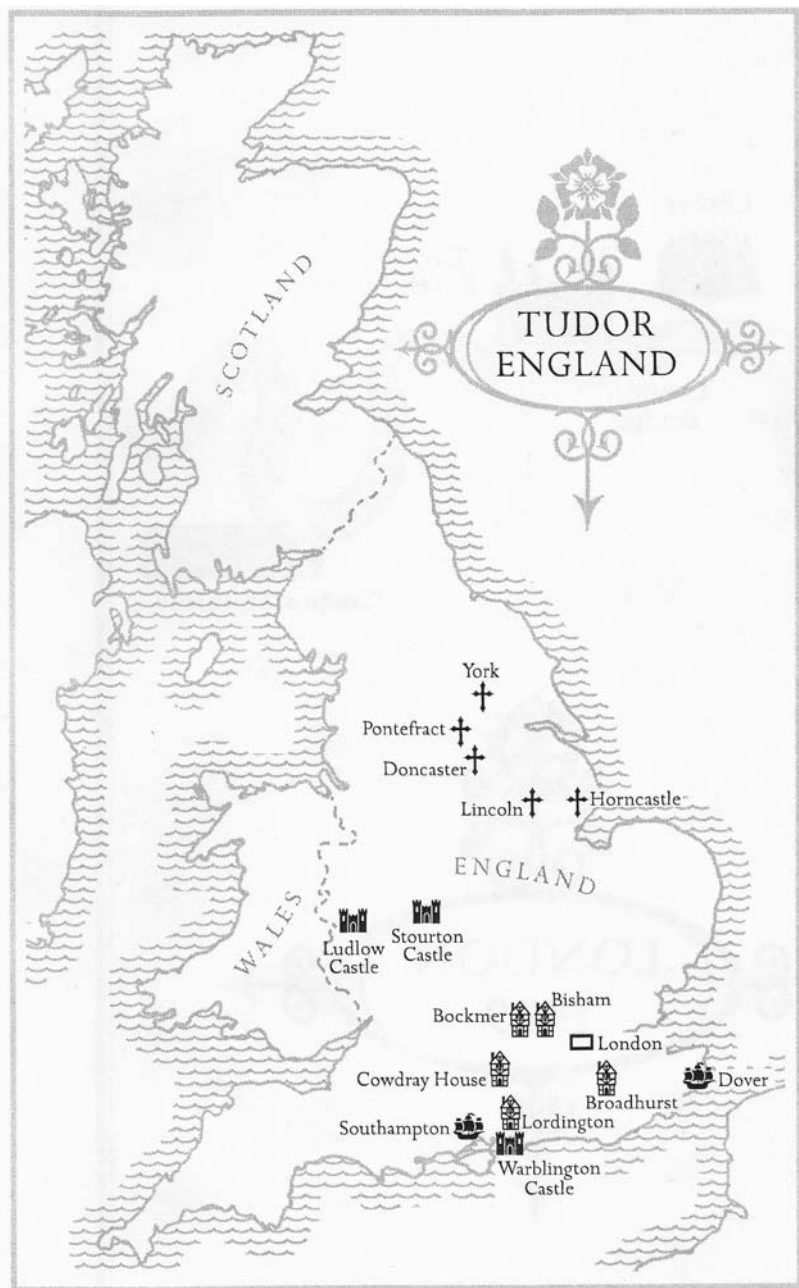 TUDOR
ENGLAND
SCOTLAND
York
Pontefract
Doncaster
Lincoln
Horncastle
ENGLAND
WALES
Ludlow
Castle
Stourton
Castle
Bockmer
Bisham
London
Cowdray House
Broadhurst
Dover
Southampton
Lordington
Warblington
Castle
LONDON